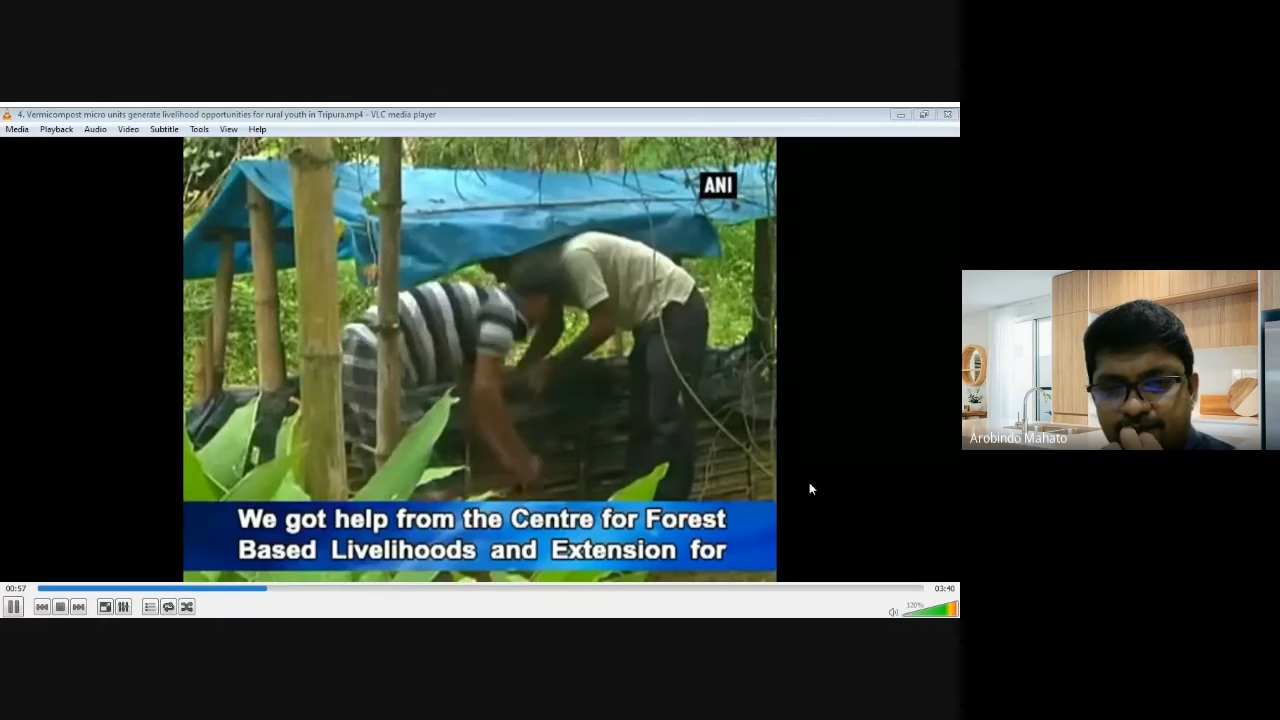 4. Vermicompost micro units generate livelihood opportunities for rural youth in Tripura.mp4 - VLC media player
Media Playback Audio Video Subtitle Tools View Help
ANI
We got help from the Centre for Forest
Based Livelihoods and Extension for
00:57
03:40
120%
Arobindo Mahato